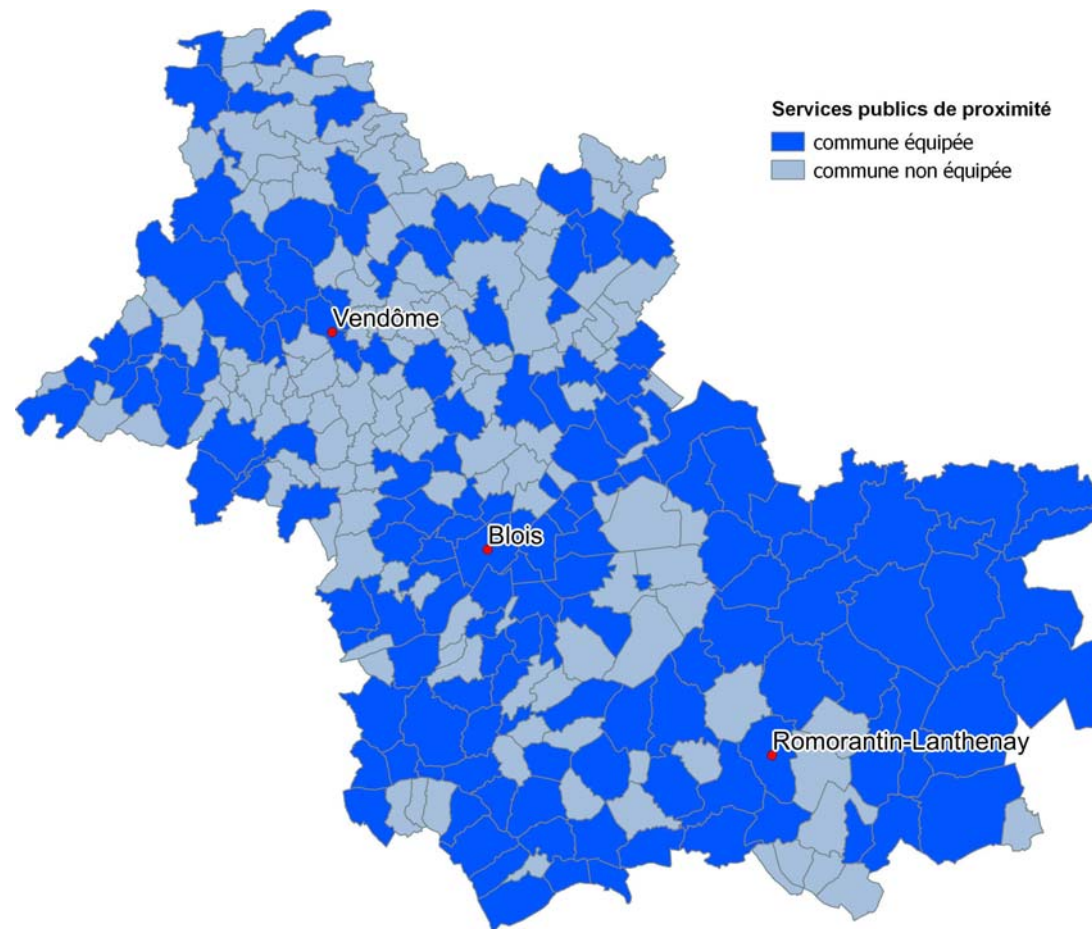 Services publics de proximité
commune équipée
commune non équipée
Vendôme
Blois
Romorantin-Lanthenay